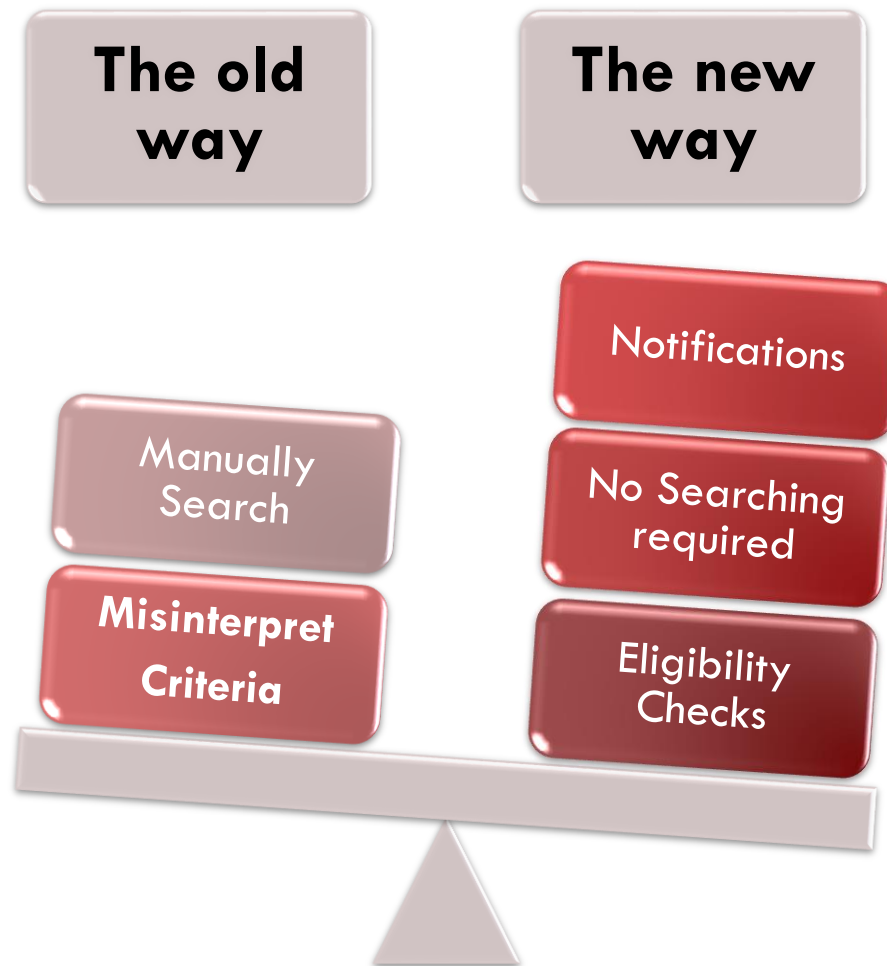 The old
way
The new
way
Notifications
Manually
Search
No Searching
required
Misinterpret
Criteria
Eligibility
Checks